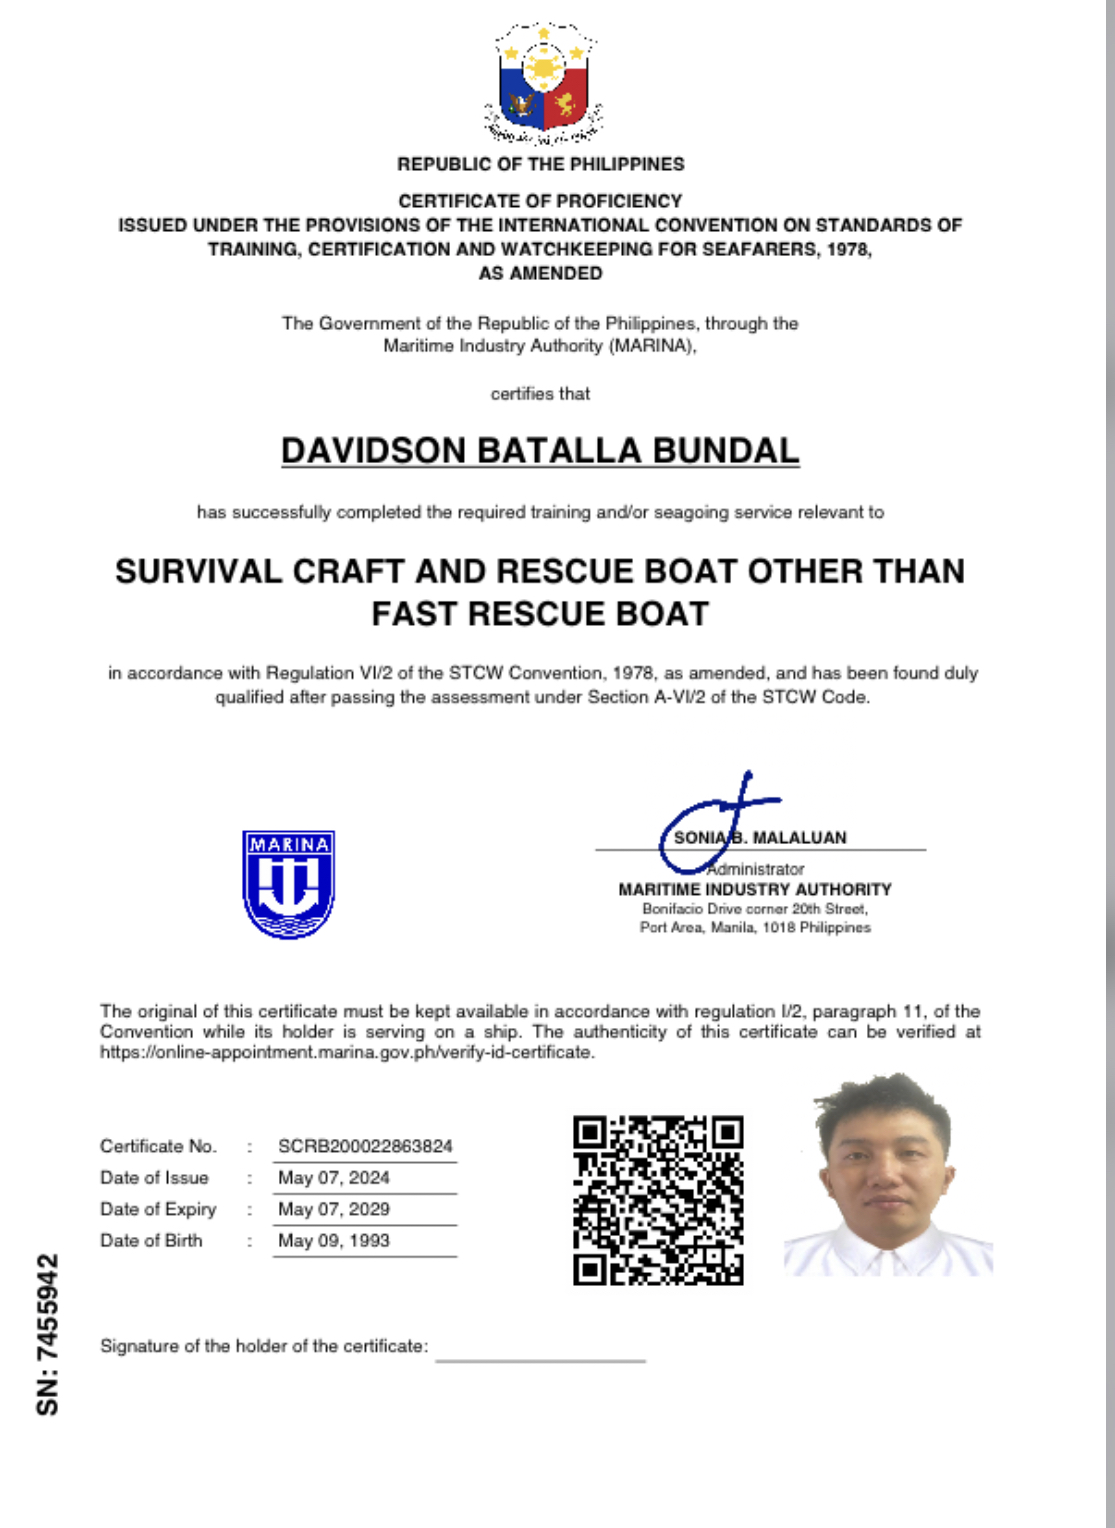 REPUBLIC OF THE PHILIPPINES
CERTIFICATE OF PROFICIENCY
ISSUED UNDER THE PROVISIONS OF THE INTERNATIONAL CONVENTION ON STANDARDS OF
TRAINING, CERTIFICATION AND WATCHKEEPING FOR SEAFARERS, 1978,
AS AMENDED
The Government of the Republic of the Philippines, through the
Maritime Industry Authority (MARINA),
certifies that
DAVIDSON BATALLA BUNDAL
has successfully completed the required training and/or seagoing service relevant to
SURVIVAL CRAFT AND RESCUE BOAT OTHER THAN
FAST RESCUE BOAT
in accordance with Regulation VI/2 of the STCW Convention, 1978, as amended, and has been found duly
qualified after passing the assessment under Section A-VI/2 of the STCW Code.
MARINA
SONIA B. MALALUAN
Administrator
MARITIME INDUSTRY AUTHORITY
Bonifacio Drive corner 20th Street,
Port Area, Manila, 1018 Philippines
The original of this certificate must be kept available in accordance with regulation I/2, paragraph 11, of the
Convention while its holder is serving on a ship. The authenticity of this certificate can be verified at
https://online-appointment.marina.gov.ph/verify-id-certificate.
Certificate No. : SCRB200022863824
Date of Issue : May 07, 2024
Date of Expiry : May 07, 2029
Date of Birth : May 09, 1993
Signature of the holder of the certificate:
SN: 7455942